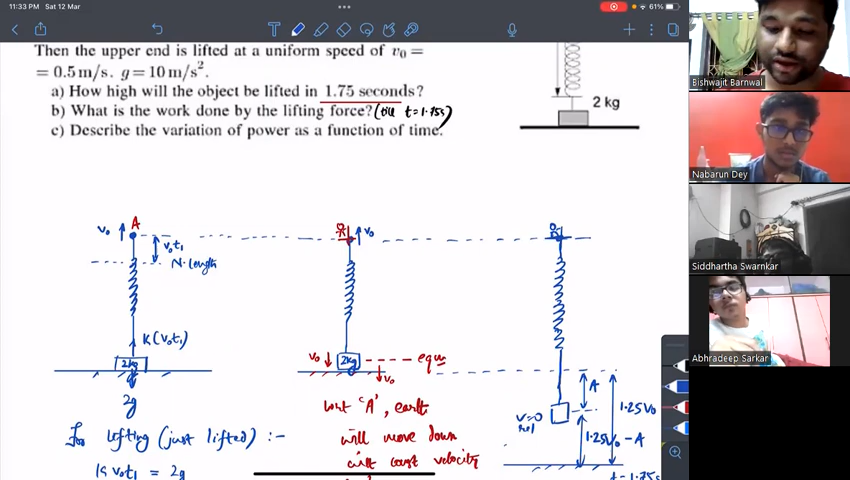 11:33 PM Sat 12 Mar
61%
Then the upper end is lifted at a uniform speed of v₀ =
= 0.5 m/s. g = 10 m/s².
a) How high will the object be lifted in 1.75 seconds?
b) What is the work done by the lifting force? (till t=1.75s)
c) Describe the variation of power as a function of time.
2 kg
Biswajit Barnwal
Nabarun Dey
Siddhartha Swarnkar
Abhradeep Sarkar
v₀ A
v₀t₁
N.length
K(v₀t₁)
2kg
2g
v₀
v₀ 2kg equm
v₀
A
v=0
rel
1.25v₀
1.25v₀ - A
For lifting (just lifted) :-
K v₀t₁ = 2g
wrt 'A', earth
will move down
with const velocity
t=1.75s